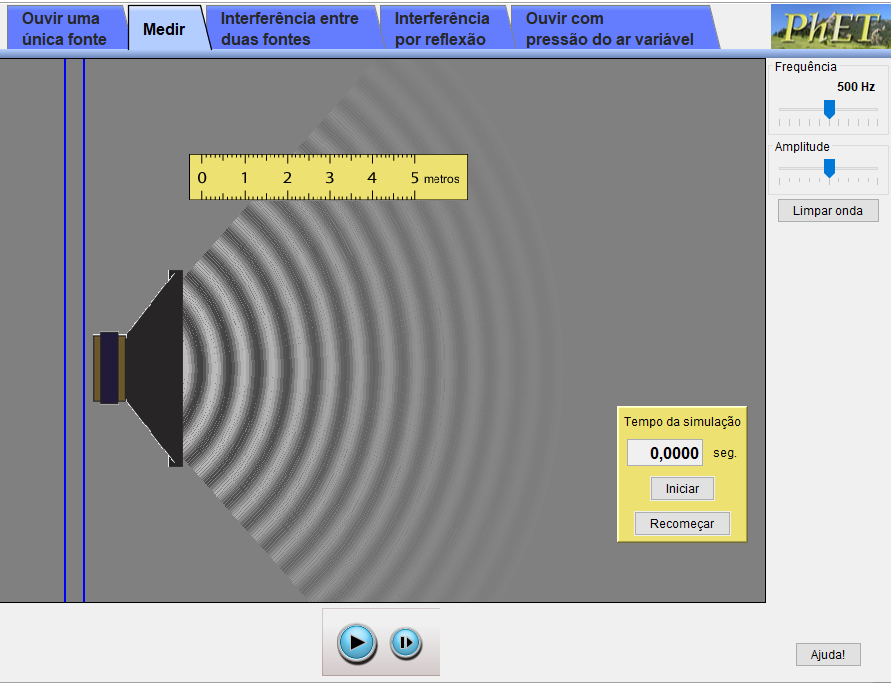 Ouvir uma
única fonte
Medir
Interferência entre
duas fontes
Interferência
por reflexão
Ouvir com
pressão do ar variável
PhET
Frequência
500 Hz
Amplitude
Limpar onda
0 1 2 3 4 5 metros
Tempo da simulação
0,0000 seg.
Iniciar
Recomeçar
Ajuda!